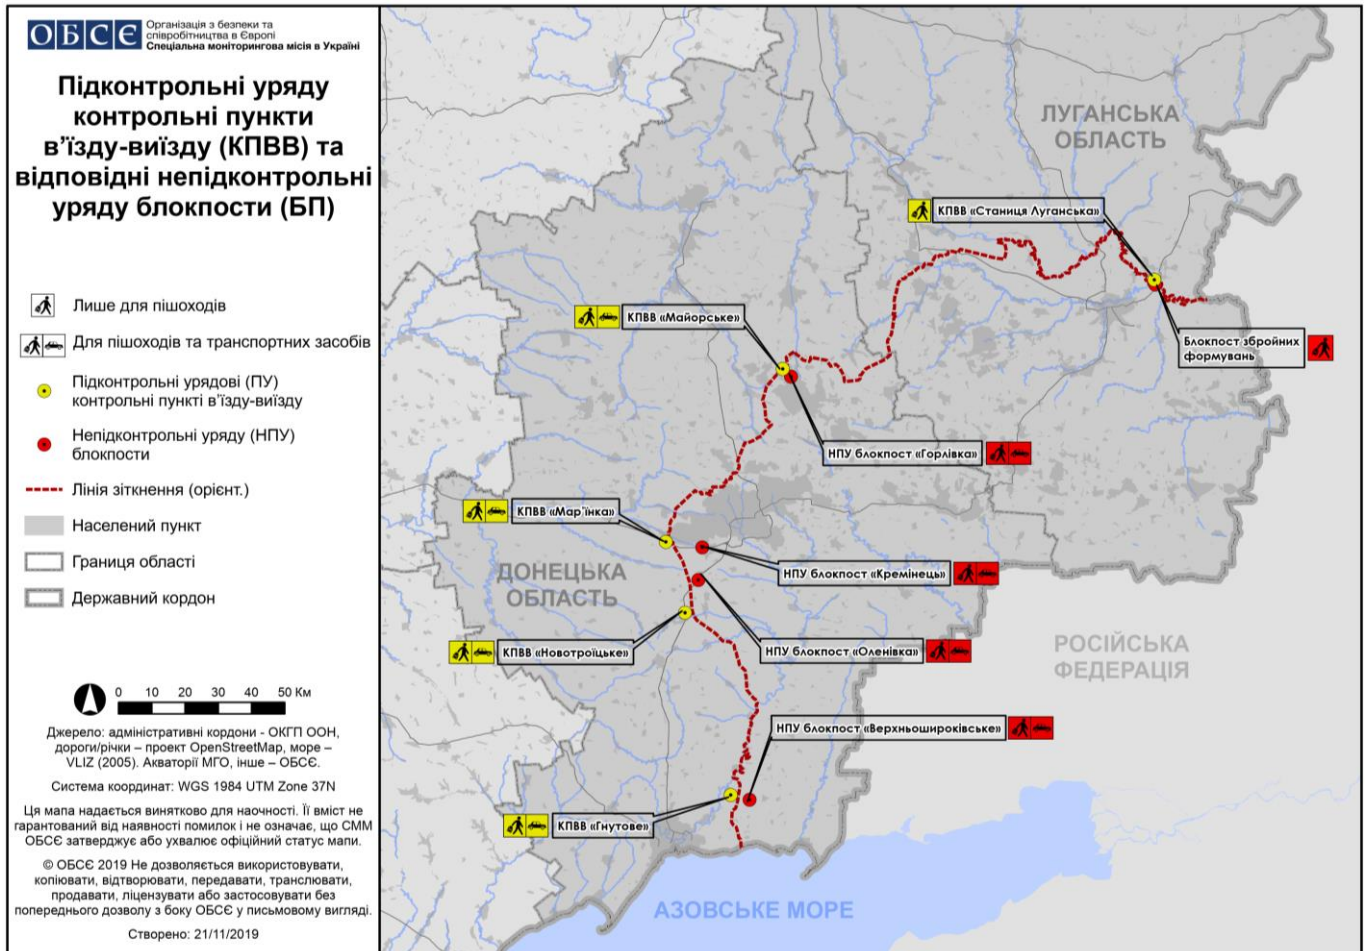 ОБСЄ
Організація з безпеки та
співробітництва в Європі
Спеціальна моніторингова місія в Україні
Підконтрольні уряду
контрольні пункти
в'їзду-виїзду (КПВВ) та
відповідні непідконтрольні
уряду блокпости (БП)
Лише для пішоходів
Для пішоходів та транспортних засобів
Підконтрольні урядові (ПУ)
контрольні пункті в'їзду-виїзду
Непідконтрольні уряду (НПУ)
блокпости
Лінія зіткнення (орієнт.)
Населений пункт
Границя області
Державний кордон
0 10 20 30 40 50 Км
Джерело: адміністративні кордони - ОКГП ООН,
дороги/річки – проект OpenStreetMap, море –
VLIZ (2005). Акваторії МГО, інше – ОБСЄ.
Система координат: WGS 1984 UTM Zone 37N
Ця мапа надається винятково для наочності. Її вміст не
гарантований від наявності помилок і не означає, що СММ
ОБСЄ затверджує або ухвалює офіційний статус мапи.
© ОБСЄ 2019 Не дозволяється використовувати,
копіювати, відтворювати, передавати, транслювати,
продавати, ліцензувати або застосовувати без
попереднього дозволу з боку ОБСЄ у письмовому вигляді.
Створено: 21/11/2019
ЛУГАНСЬКА
ОБЛАСТЬ
КПВВ «Станиця Луганська»
КПВВ «Майорське»
Блокпост збройних
формувань
НПУ блокпост «Горлівка»
КПВВ «Мар'їнка»
НПУ блокпост «Кремінець»
ДОНЕЦЬКА
ОБЛАСТЬ
КПВВ «Новотроїцьке»
НПУ блокпост «Оленівка»
РОСІЙСЬКА
ФЕДЕРАЦІЯ
НПУ блокпост «Верхньошироківське»
КПВВ «Гнутове»
АЗОВСЬКЕ МОРЕ